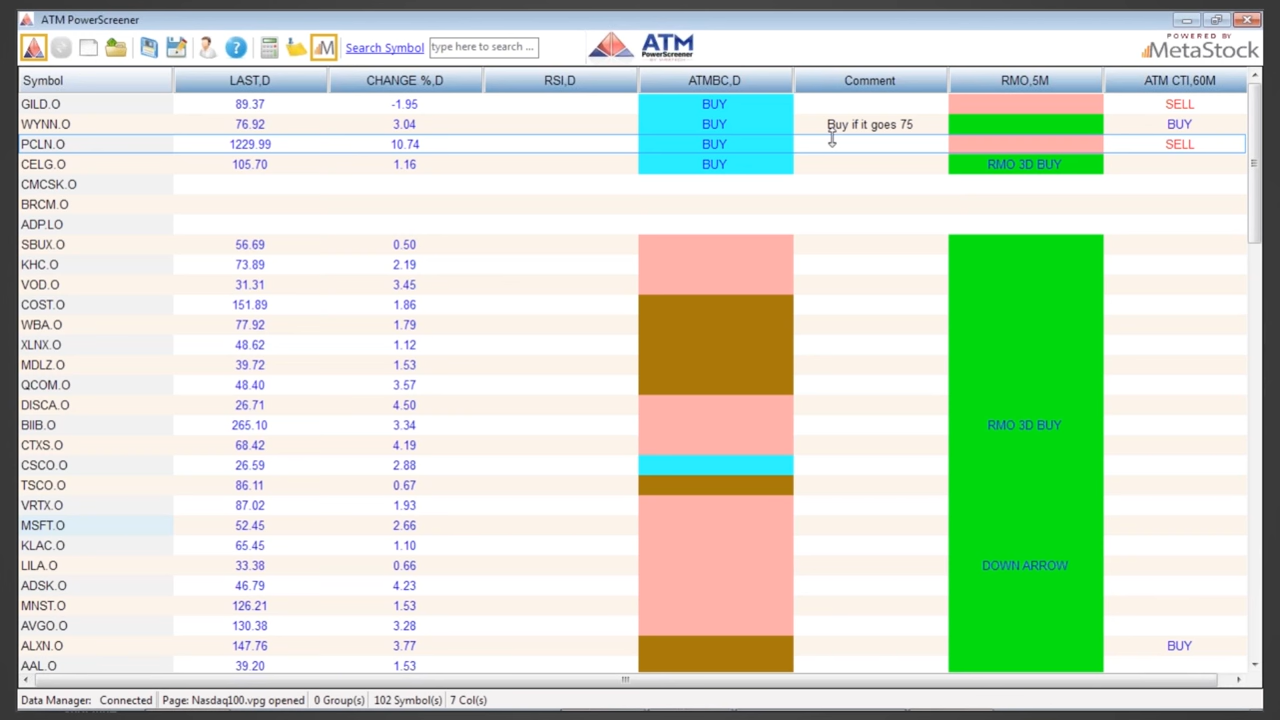 ATM PowerScreener
Search Symbol type here to search ... ATM PowerScreener POWERED BY MetaStock
Symbol LAST,D CHANGE %,D RSI,D ATMBC,D Comment RMO,5M ATM CTI,60M
GILD.O 89.37 -1.95 BUY SELL
WYNN.O 76.92 3.04 BUY Buy if it goes 75 BUY
PCLN.O 1229.99 10.74 BUY SELL
CELG.O 105.70 1.16 BUY RMO 3D BUY
CMCSK.O
BRCM.O
ADP.LO
SBUX.O 56.69 0.50
KHC.O 73.89 2.19
VOD.O 31.31 3.45
COST.O 151.89 1.86
WBA.O 77.92 1.79
XLNX.O 48.62 1.12
MDLZ.O 39.72 1.53
QCOM.O 48.40 3.57
DISCA.O 26.71 4.50
BIIB.O 265.10 3.34 RMO 3D BUY
CTXS.O 68.42 4.19
CSCO.O 26.59 2.88
TSCO.O 86.11 0.67
VRTX.O 87.02 1.93
MSFT.O 52.45 2.66
KLAC.O 65.45 1.10
LILA.O 33.38 0.66 DOWN ARROW
ADSK.O 46.79 4.23
MNST.O 126.21 1.53
AVGO.O 130.38 3.28
ALXN.O 147.76 3.77 BUY
AAL.O 39.20 1.53
Data Manager: Connected Page: Nasdaq100.vpg opened 0 Group(s) 102 Symbol(s) 7 Col(s)